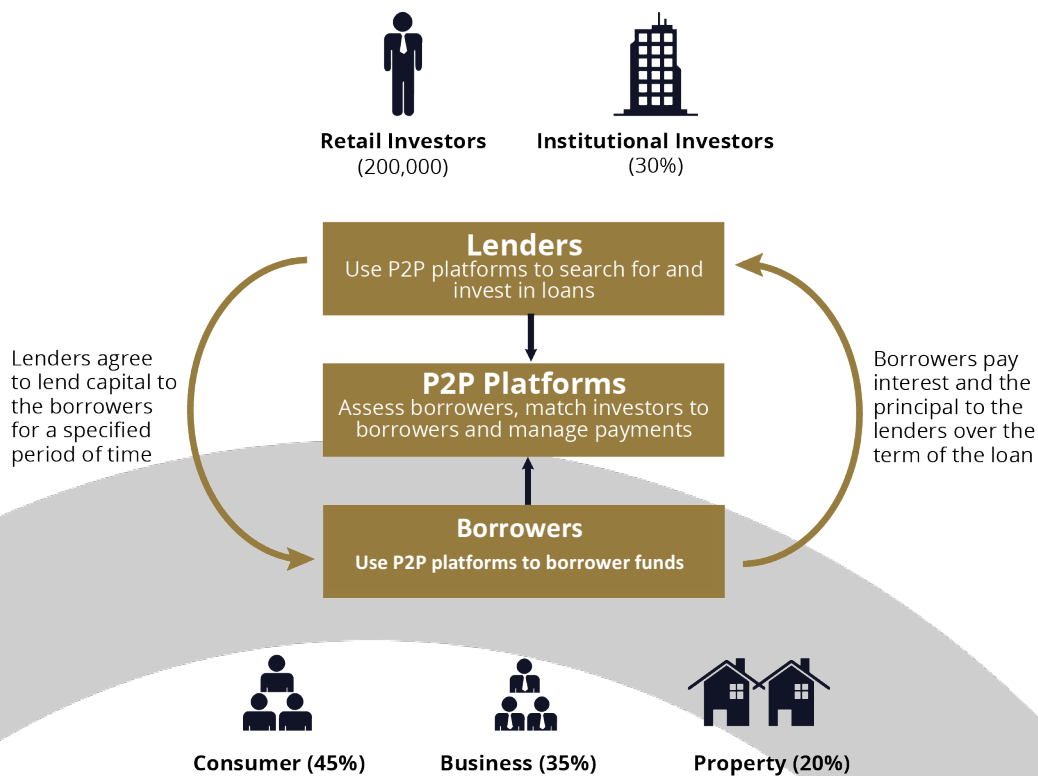 Retail Investors
(200,000)
Institutional Investors
(30%)
Lenders
Use P2P platforms to search for and
invest in loans
Lenders agree
to lend capital to
the borrowers
for a specified
period of time
P2P Platforms
Assess borrowers, match investors to
borrowers and manage payments
Borrowers pay
interest and the
principal to the
lenders over the
term of the loan
Borrowers
Use P2P platforms to borrower funds
Consumer (45%)
Business (35%)
Property (20%)